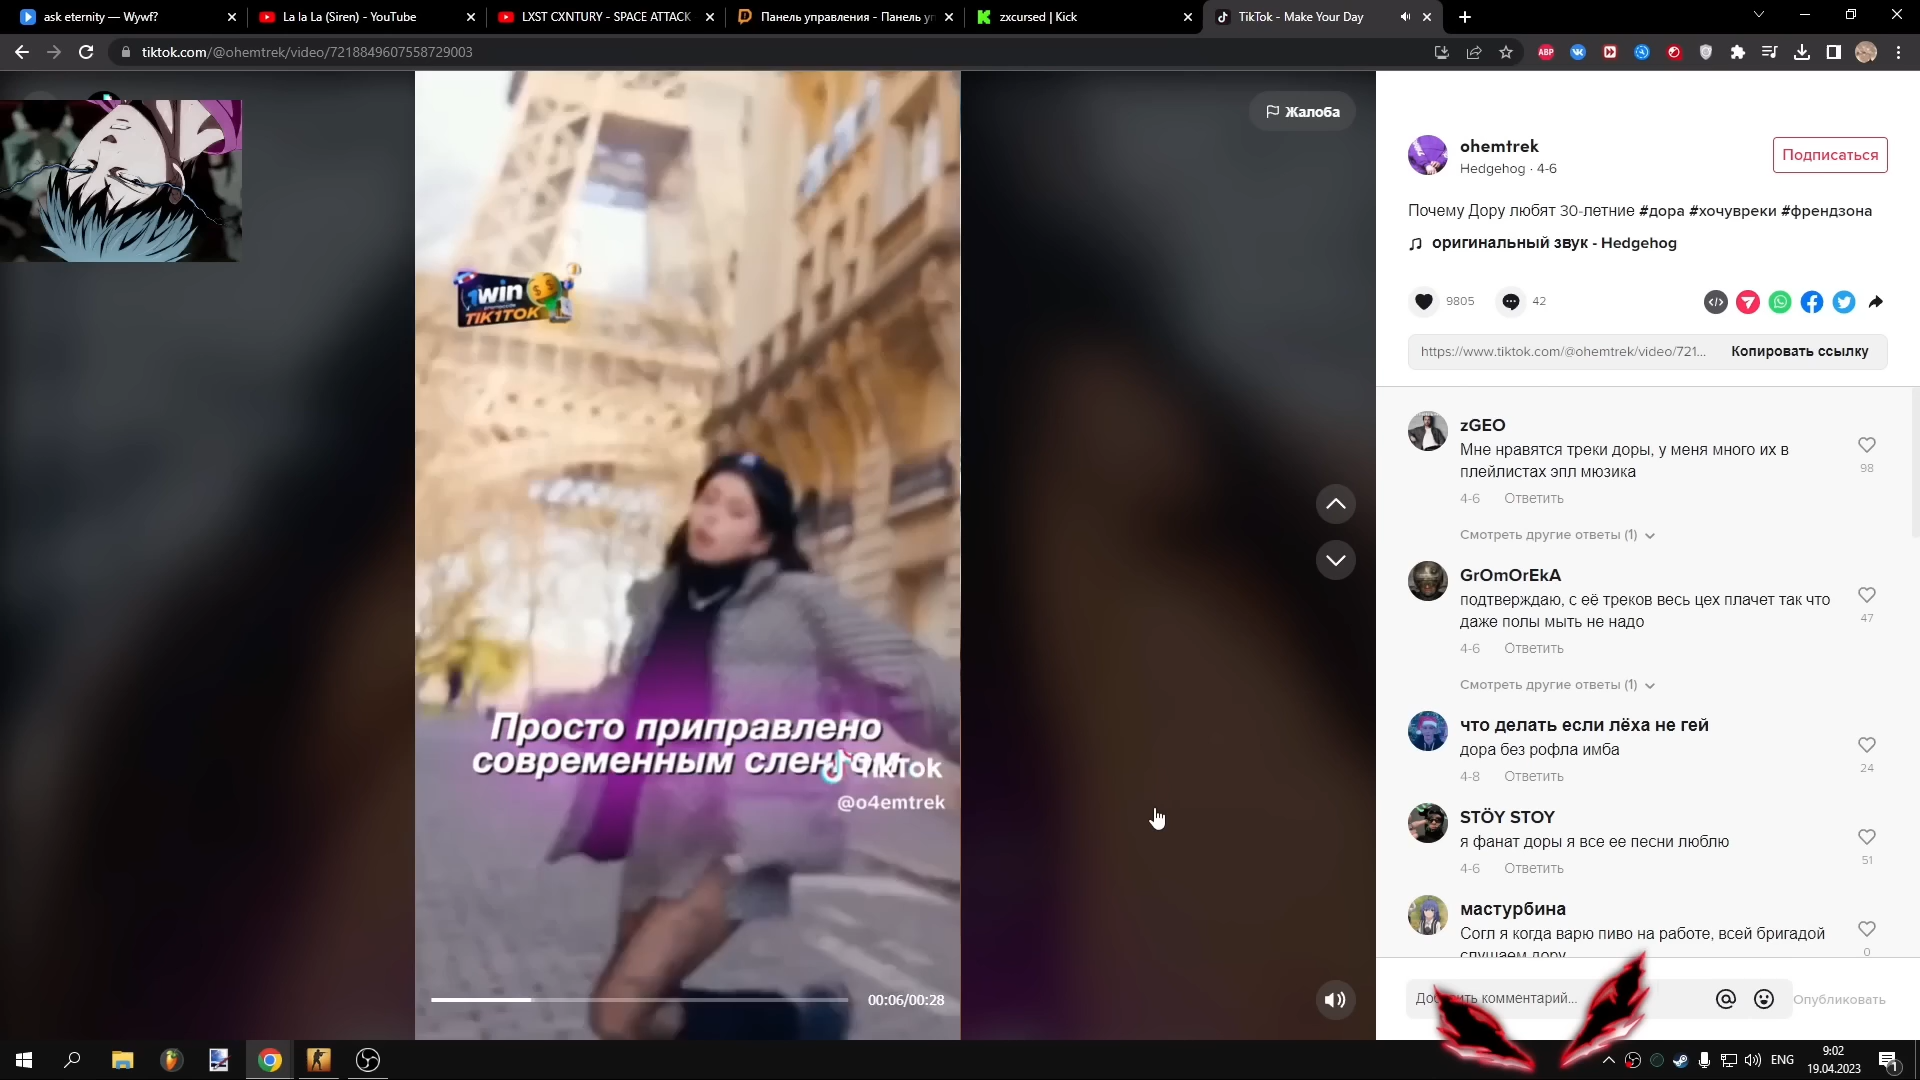 ask eternity — Wywf?
La la La (Siren) - YouTube
LXST CXNTURY - SPACE ATTACK
Панель управления - Панель уп
zxcursed | Kick
TikTok - Make Your Day
tiktok.com/@ohemtrek/video/7218849607558729003
ABP
Жалоба
1win
TIK1TOK
Просто приправлено
современным сленгом
TikTok
@o4emtrek
00:06/00:28
ohemtrek
Hedgehog · 4-6
Подписаться
Почему Дору любят 30-летние #дора #хочувреки #френдзона
оригинальный звук - Hedgehog
9805
42
https://www.tiktok.com/@ohemtrek/video/721...
Копировать ссылку
zGEO
Мне нравятся треки доры, у меня много их в
плейлистах эпл мюзика
98
4-6 Ответить
Смотреть другие ответы (1)
GrOmOrEkA
подтверждаю, с её треков весь цех плачет так что
даже полы мыть не надо
47
4-6 Ответить
Смотреть другие ответы (1)
что делать если лёха не гей
дора без рофла имба
24
4-8 Ответить
STÖY STOY
я фанат доры я все ее песни люблю
51
4-6 Ответить
мастурбина
Согл я когда варю пиво на работе, всей бригадой
слушаем дору
0
комментарий...
Опубликовать
ENG
9:02
19.04.2023
1